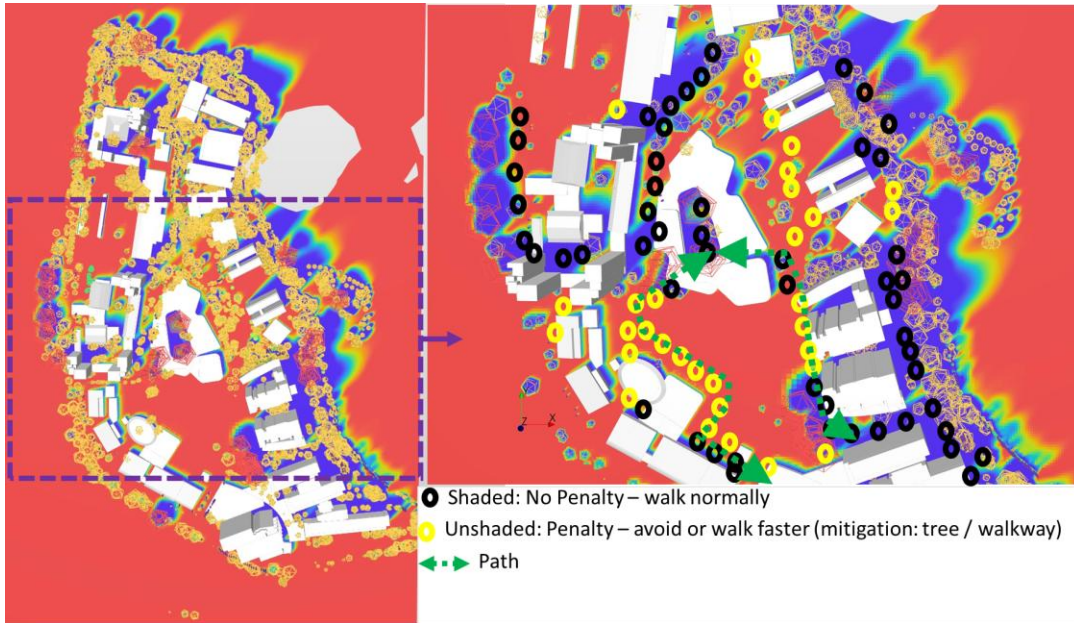 Z
X
Shaded: No Penalty – walk normally
Unshaded: Penalty – avoid or walk faster (mitigation: tree / walkway)
Path